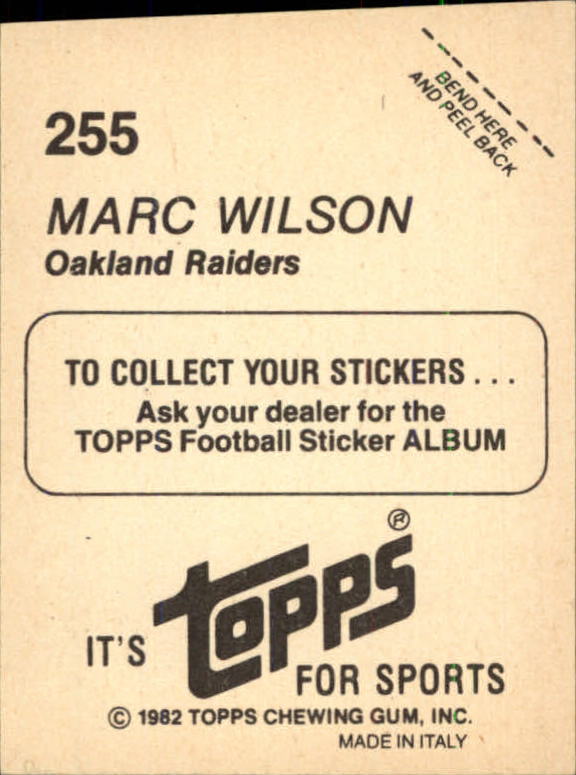 BEND HERE
AND PEEL BACK
255
MARC WILSON
Oakland Raiders
TO COLLECT YOUR STICKERS...
Ask your dealer for the
TOPPS Football Sticker ALBUM
IT'S topps®
FOR SPORTS
© 1982 TOPPS CHEWING GUM, INC.
MADE IN ITALY